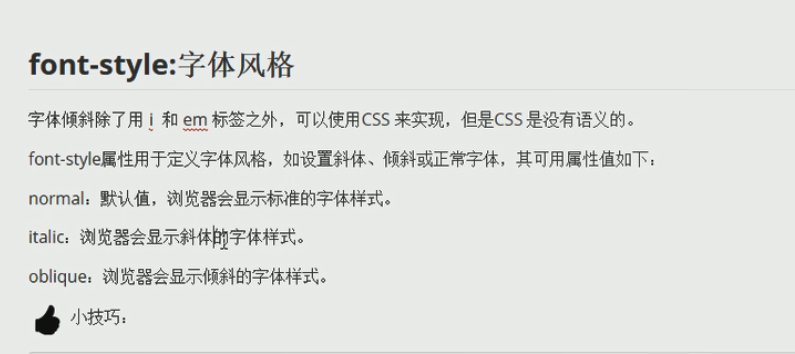 font-style:字体风格
字体倾斜除了用 i 和 em 标签之外，可以使用CSS 来实现，但是CSS 是没有语义的。
font-style属性用于定义字体风格，如设置斜体、倾斜或正常字体，其可用属性值如下：
normal：默认值，浏览器会显示标准的字体样式。
italic：浏览器会显示斜体的字体样式。
oblique：浏览器会显示倾斜的字体样式。
小技巧：